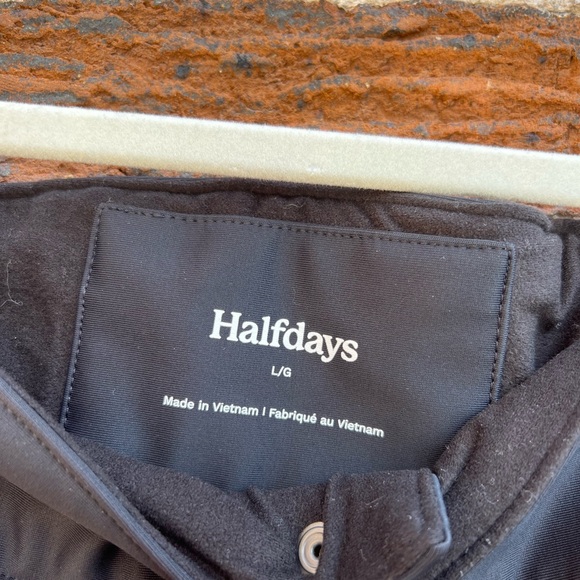 Halfdays
L/G
Made in Vietnam | Fabriqué au Vietnam